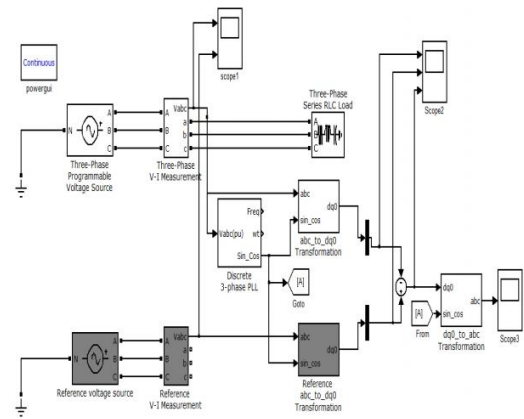 Continuous
powergui
scope1
Scope2
N
A
B
C
A
B
C
Vabc
a
b
c
Three-Phase
Programmable
Voltage Source
Three-Phase
V-I Measurement
Three-Phase
Series RLC Load
A
B
C
Vabc(pu)
Freq
wt
Sin_Cos
Discrete
3-phase PLL
abc
sin_cos
dq0
abc_to_dq0
Transformation
[A]
Goto
[A]
From
dq0
sin_cos
abc
dq0_to_abc
Transformation
Scope3
N
A
B
C
A
B
C
Vabc
a
b
c
Reference voltage source
Reference
V-I Measurement
abc
sin_cos
dq0
Reference
abc_to_dq0
Transformation